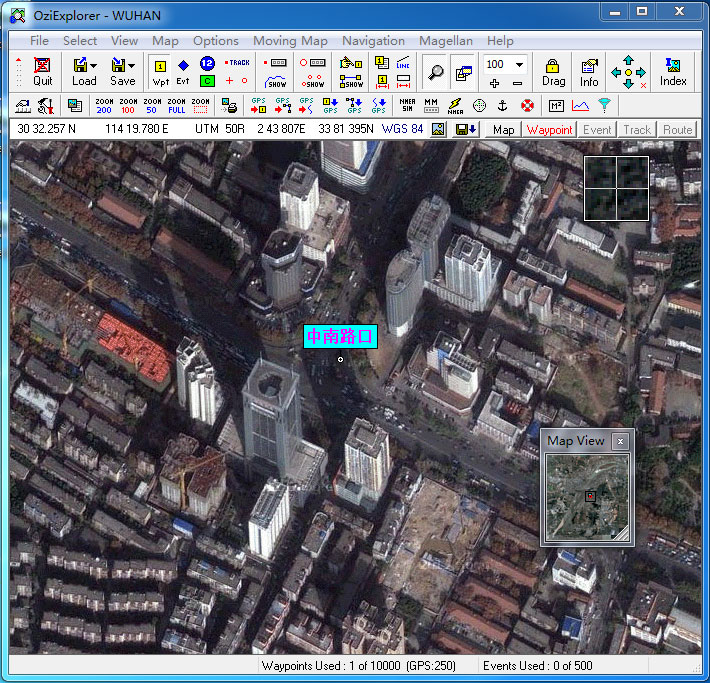 OziExplorer - WUHAN
File Select View Map Options Moving Map Navigation Magellan Help
Quit Load Save Wpt Evt 12 TRACK C SHOW SHOW SHOW LINE 100 Drag Info Index
ZOOM 200 ZOOM 100 ZOOM 50 ZOOM FULL ZOOM GPS GPS GPS GPS GPS GPS NMEA SIM MM NMEA M?
30 32.257 N 114 19.780 E UTM 50R 2 43 807E 33 81 395N WGS 84 Map Waypoint Event Track Route
中南路口
Map View x
Waypoints Used : 1 of 10000 (GPS:250) Events Used : 0 of 500